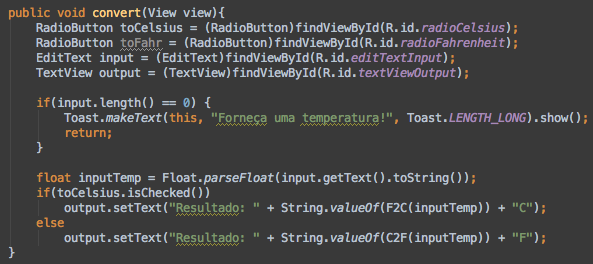 public void convert(View view){
    RadioButton toCelsius = (RadioButton)findViewById(R.id.radioCelsius);
    RadioButton toFahr = (RadioButton)findViewById(R.id.radioFahrenheit);
    EditText input = (EditText)findViewById(R.id.editTextInput);
    TextView output = (TextView)findViewById(R.id.textViewOutput);

    if(input.length() == 0) {
        Toast.makeText(this, "Forneça uma temperatura!", Toast.LENGTH_LONG).show();
        return;
    }

    float inputTemp = Float.parseFloat(input.getText().toString());
    if(toCelsius.isChecked())
        output.setText("Resultado: " + String.valueOf(F2C(inputTemp)) + "C");
    else
        output.setText("Resultado: " + String.valueOf(C2F(inputTemp)) + "F");
}